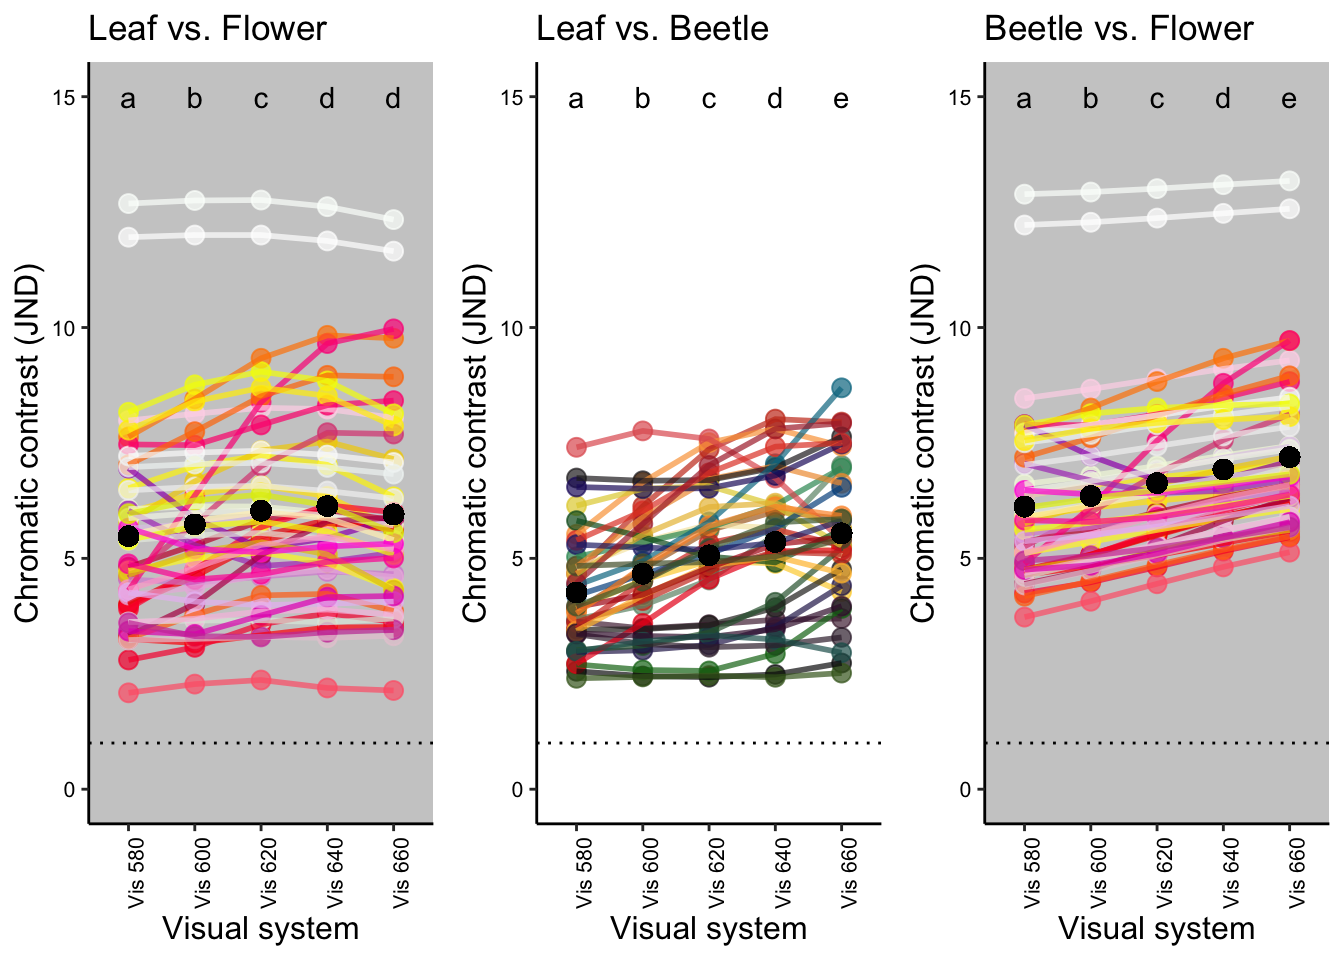 Leaf vs. Flower
Chromatic contrast (JND)
15
10
5
0
a b c d d
Vis 580
Vis 600
Vis 620
Vis 640
Vis 660
Visual system
Leaf vs. Beetle
Chromatic contrast (JND)
15
10
5
0
a b c d e
Vis 580
Vis 600
Vis 620
Vis 640
Vis 660
Visual system
Beetle vs. Flower
Chromatic contrast (JND)
15
10
5
0
a b c d e
Vis 580
Vis 600
Vis 620
Vis 640
Vis 660
Visual system